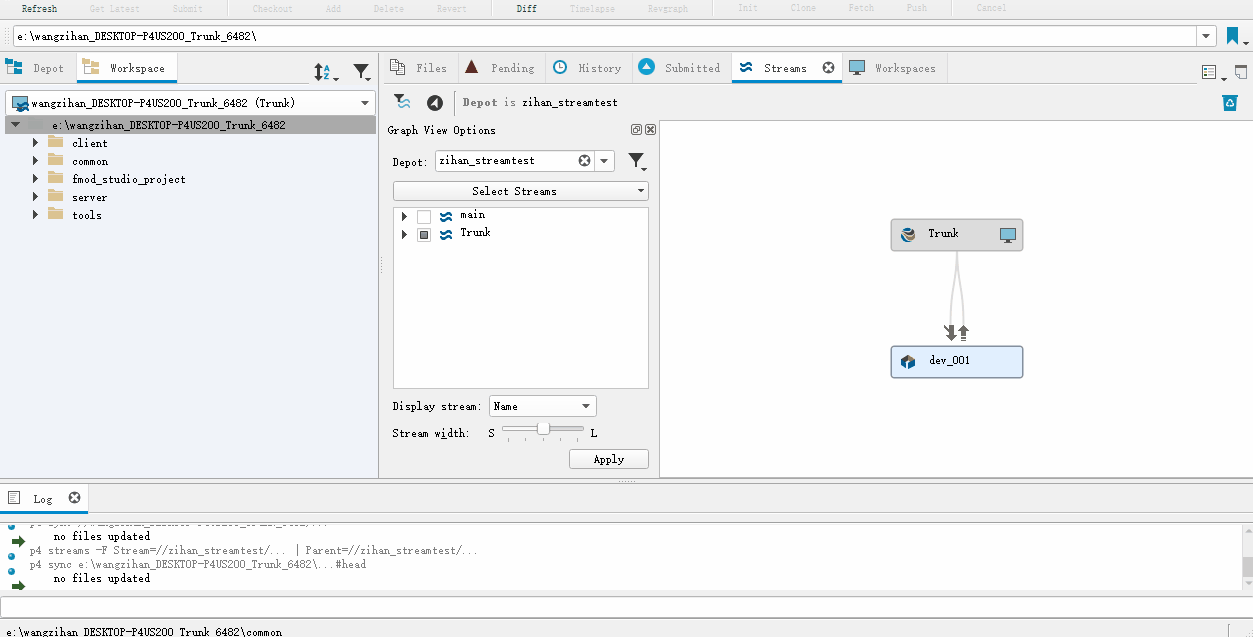 Refresh Get Latest Submit Checkout Add Delete Revert Diff Timelapse Revgraph Init Clone Fetch Push Cancel
e:\wangzihan_DESKTOP-P4US200_Trunk_6482\
Depot Workspace
Files Pending History Submitted Streams Workspaces
wangzihan_DESKTOP-P4US200_Trunk_6482 (Trunk)
e:\wangzihan_DESKTOP-P4US200_Trunk_6482
client
common
fmod_studio_project
server
tools
Depot is zihan_streamtest
Graph View Options
Depot: zihan_streamtest
Select Streams
main
Trunk
Display stream: Name
Stream width: S L
Apply
Trunk
dev_001
Log
no files updated
p4 streams -F Stream=//zihan_streamtest/... | Parent=//zihan_streamtest/...
p4 sync e:\wangzihan_DESKTOP-P4US200_Trunk_6482\...#head
no files updated
e:\wangzihan_DESKTOP-P4US200_Trunk_6482\common